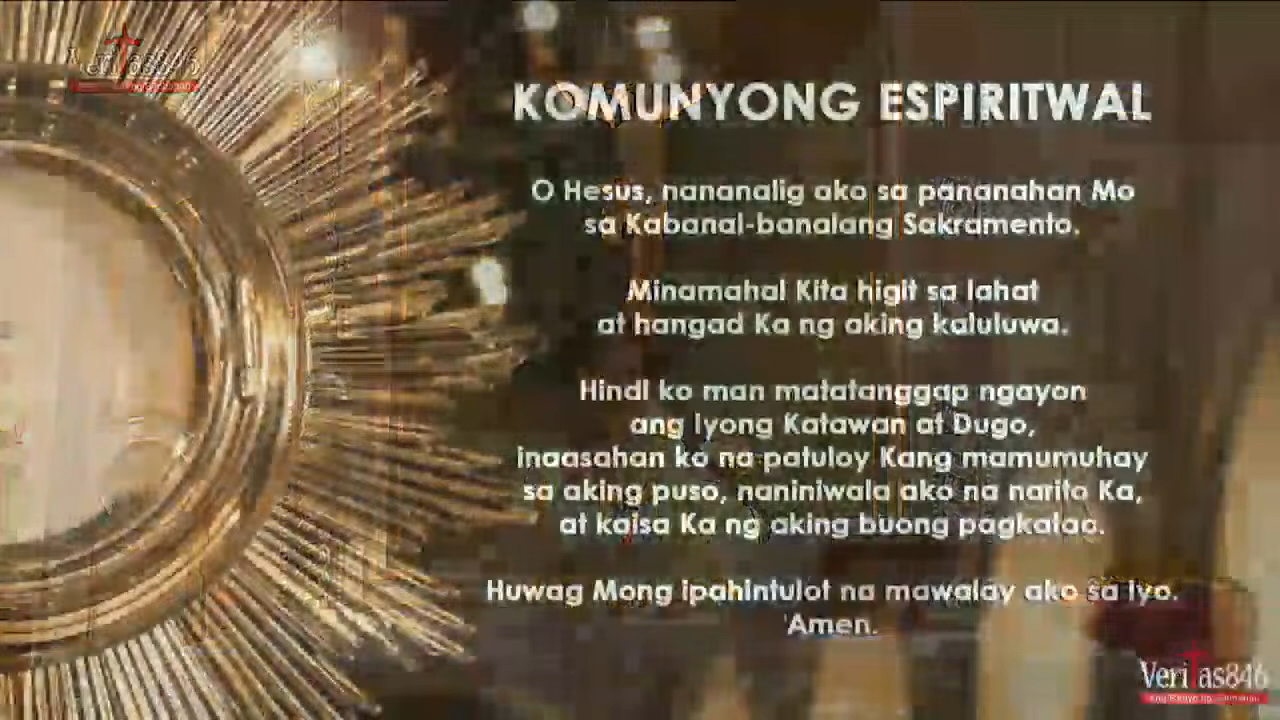 Veritas846
KOMUNYONG ESPIRITWAL
O Hesus, nananalig ako sa pananahan Mo
sa Kabanal-banalang Sakramento.
Minamahal Kita higit sa lahat
at hangad Ka ng aking kaluluwa.
Hindi ko man matatanggap ngayon
ang Iyong Katawan at Dugo,
inaasahan ko na patuloy Kang mamumuhay
sa aking puso, naniniwala ako na narito Ka,
at kaisa Ka ng aking buong pagkatao.
Huwag Mong ipahintulot na mawalay ako sa Iyo.
Amen.
Veritas846